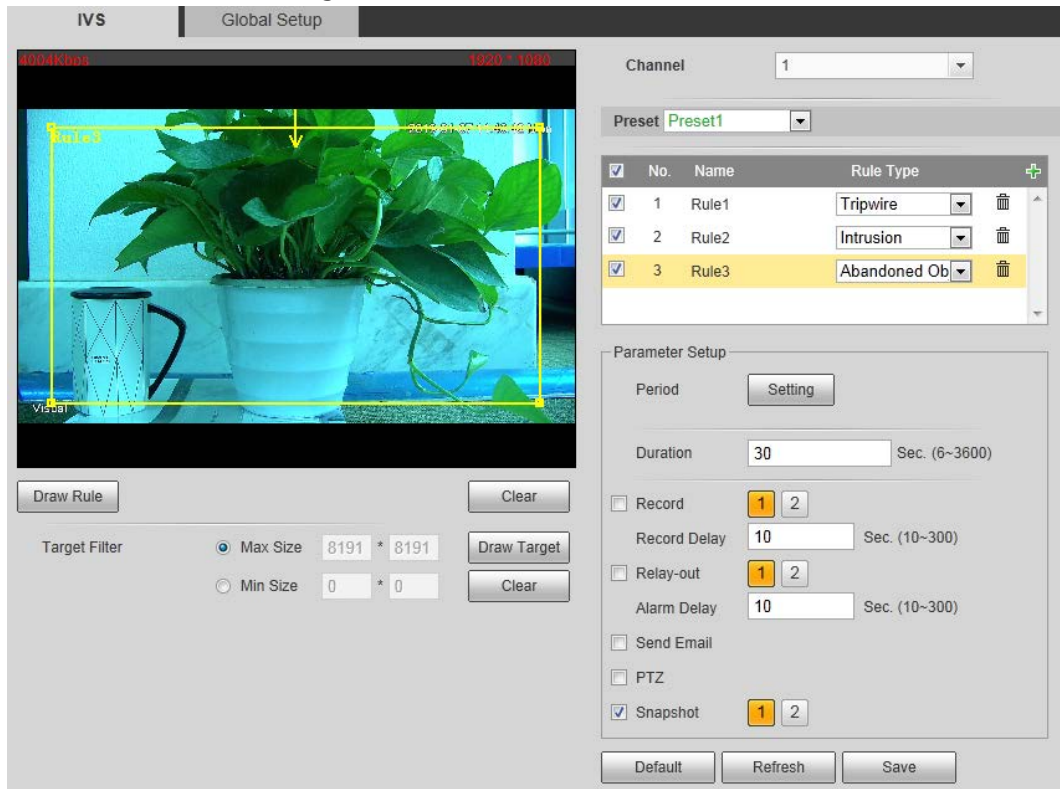 IVS Global Setup
4004Kbps 1920 * 1080
Rule3
Visual
Draw Rule Clear
Target Filter Max Size 8191 * 8191 Draw Target
Min Size 0 * 0 Clear
Channel 1
Preset Preset1
No. Name Rule Type
1 Rule1 Tripwire
2 Rule2 Intrusion
3 Rule3 Abandoned Ob
Parameter Setup
Period Setting
Duration 30 Sec. (6~3600)
Record 1 2
Record Delay 10 Sec. (10~300)
Relay-out 1 2
Alarm Delay 10 Sec. (10~300)
Send Email
PTZ
Snapshot 1 2
Default Refresh Save